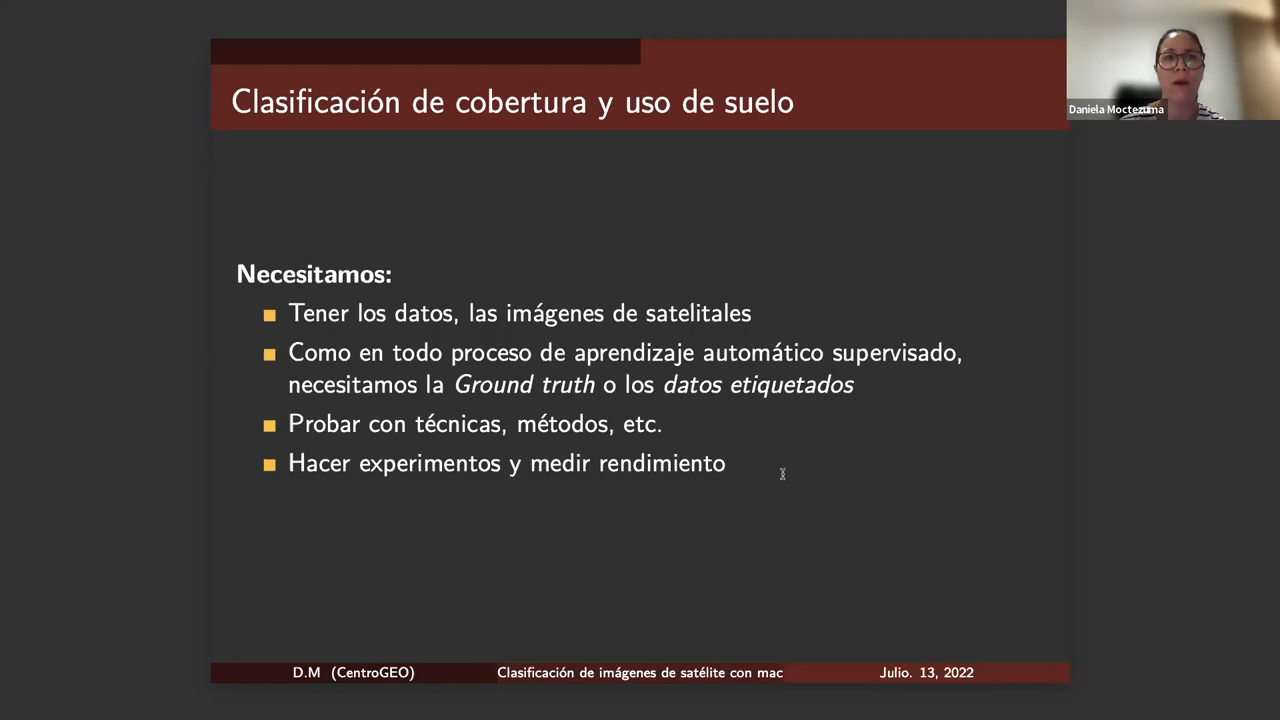 Clasificación de cobertura y uso de suelo
Daniela Moctezuma
Necesitamos:
Tener los datos, las imágenes de satelitales
Como en todo proceso de aprendizaje automático supervisado,
necesitamos la Ground truth o los datos etiquetados
Probar con técnicas, métodos, etc.
Hacer experimentos y medir rendimiento
D.M (CentroGEO)
Clasificación de imágenes de satélite con mac
Julio. 13, 2022